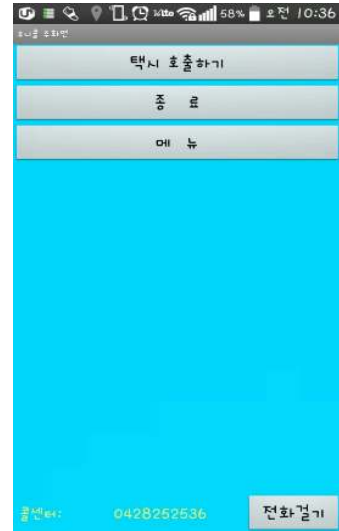 58% 오전 10:36
택시 호출하기
종 료
메 뉴
콜센터: 0428252536 전화걸기